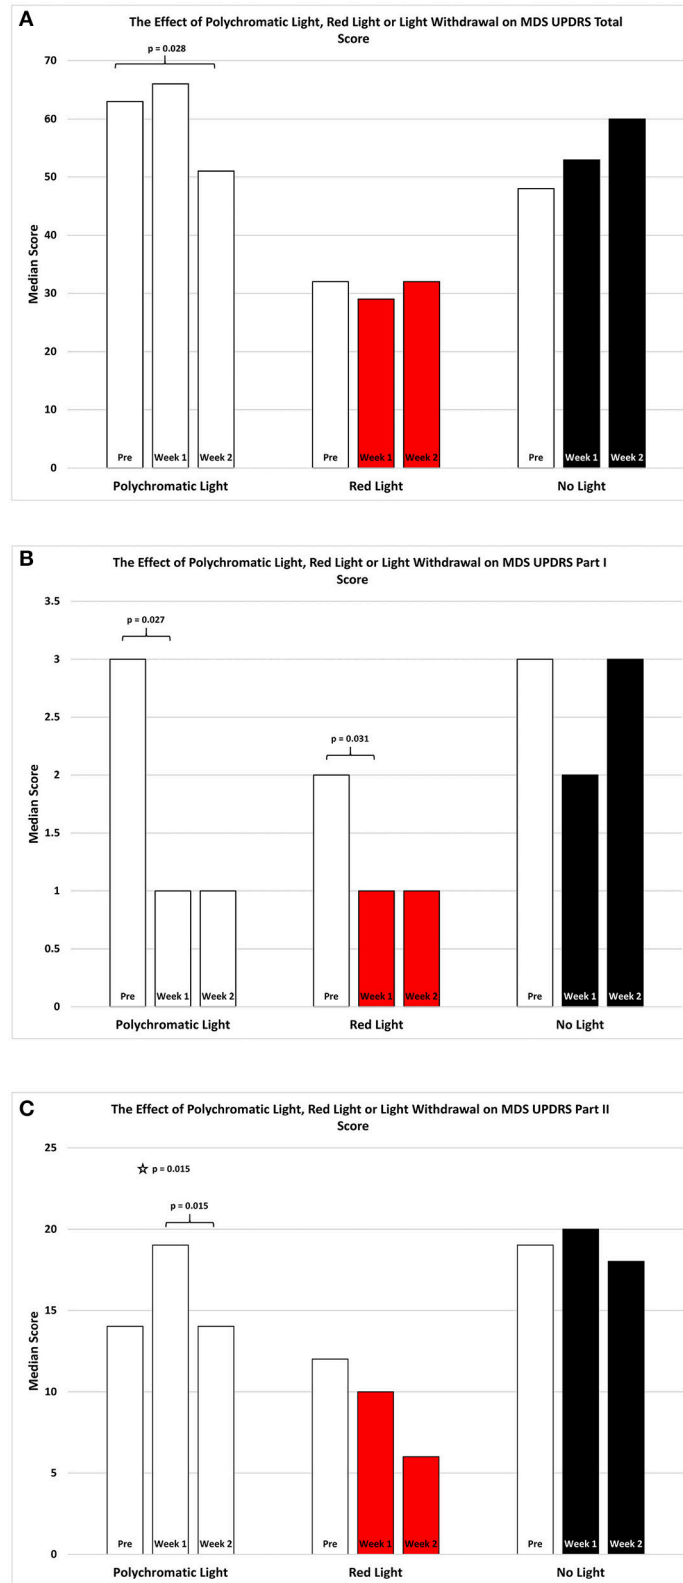 A
The Effect of Polychromatic Light, Red Light or Light Withdrawal on MDS UPDRS Total
Score
p = 0.028
70
60
50
40
30
20
10
0
Median Score
Pre Week 1 Week 2 Pre Week 1 Week 2 Pre Week 1 Week 2
Polychromatic Light Red Light No Light
B
The Effect of Polychromatic Light, Red Light or Light Withdrawal on MDS UPDRS Part I
Score
3.5
p = 0.027
3
2.5
p = 0.031
2
1.5
1
0.5
0
Median Score
Pre Week 1 Week 2 Pre Week 1 Week 2 Pre Week 1 Week 2
Polychromatic Light Red Light No Light
C
The Effect of Polychromatic Light, Red Light or Light Withdrawal on MDS UPDRS Part II
Score
25
☆ p = 0.015
p = 0.015
20
15
10
5
0
Median Score
Pre Week 1 Week 2 Pre Week 1 Week 2 Pre Week 1 Week 2
Polychromatic Light Red Light No Light